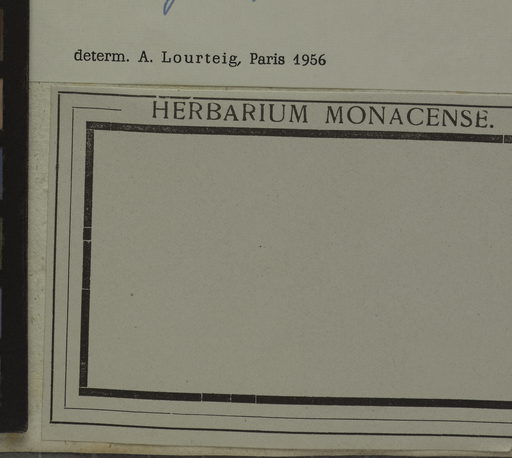 determ. A. Lourteig, Paris 1956
HERBARIUM MONACENSE.